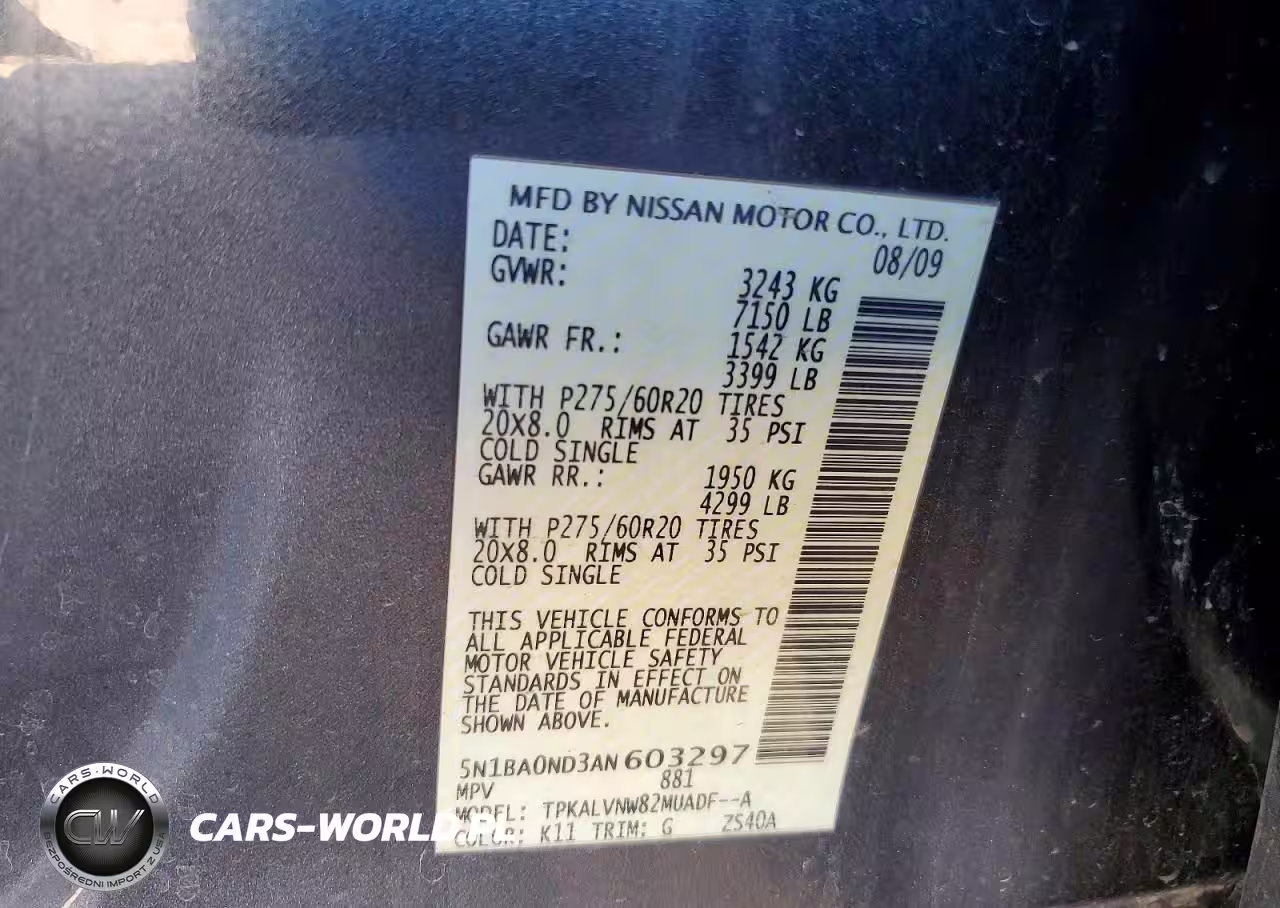 MFD BY NISSAN MOTOR CO., LTD.
DATE: 08/09
GVWR: 3243 KG
7150 LB
GAWR FR.: 1542 KG
3399 LB
WITH P275/60R20 TIRES
20X8.0 RIMS AT 35 PSI
COLD SINGLE
GAWR RR.: 1950 KG
4299 LB
WITH P275/60R20 TIRES
20X8.0 RIMS AT 35 PSI
COLD SINGLE
THIS VEHICLE CONFORMS TO
ALL APPLICABLE FEDERAL
MOTOR VEHICLE SAFETY
STANDARDS IN EFFECT ON
THE DATE OF MANUFACTURE
SHOWN ABOVE.
5N1BA0ND3AN603297
MPV 881
MODEL: TPKALVNW82MUADF--A
COLOR: K11 TRIM: G ZS40A
CARS-WORLD
CW
BEZPOŚREDNI IMPORT Z USA
CARS-WORLD.PL